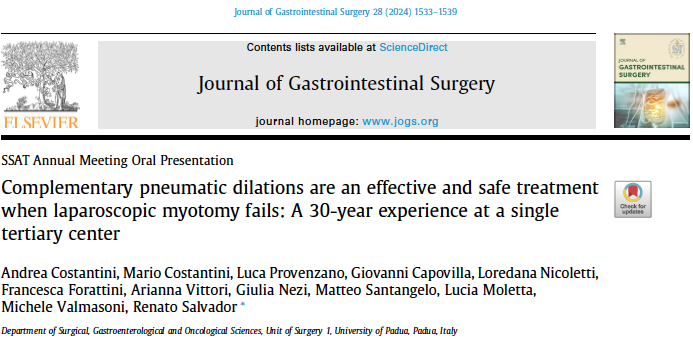 Journal of Gastrointestinal Surgery 28 (2024) 1533–1539
Contents lists available at ScienceDirect
Journal of Gastrointestinal Surgery
journal homepage: www.jogs.org
ELSEVIER
JOURNAL OF
GASTROINTESTINAL
SURGERY
SSAT Annual Meeting Oral Presentation
Complementary pneumatic dilations are an effective and safe treatment
when laparoscopic myotomy fails: A 30-year experience at a single
tertiary center
Check for
updates
Andrea Costantini, Mario Costantini, Luca Provenzano, Giovanni Capovilla, Loredana Nicoletti,
Francesca Forattini, Arianna Vittori, Giulia Nezi, Matteo Santangelo, Lucia Moletta,
Michele Valmasoni, Renato Salvador *
Department of Surgical, Gastroenterological and Oncological Sciences, Unit of Surgery 1, University of Padua, Padua, Italy